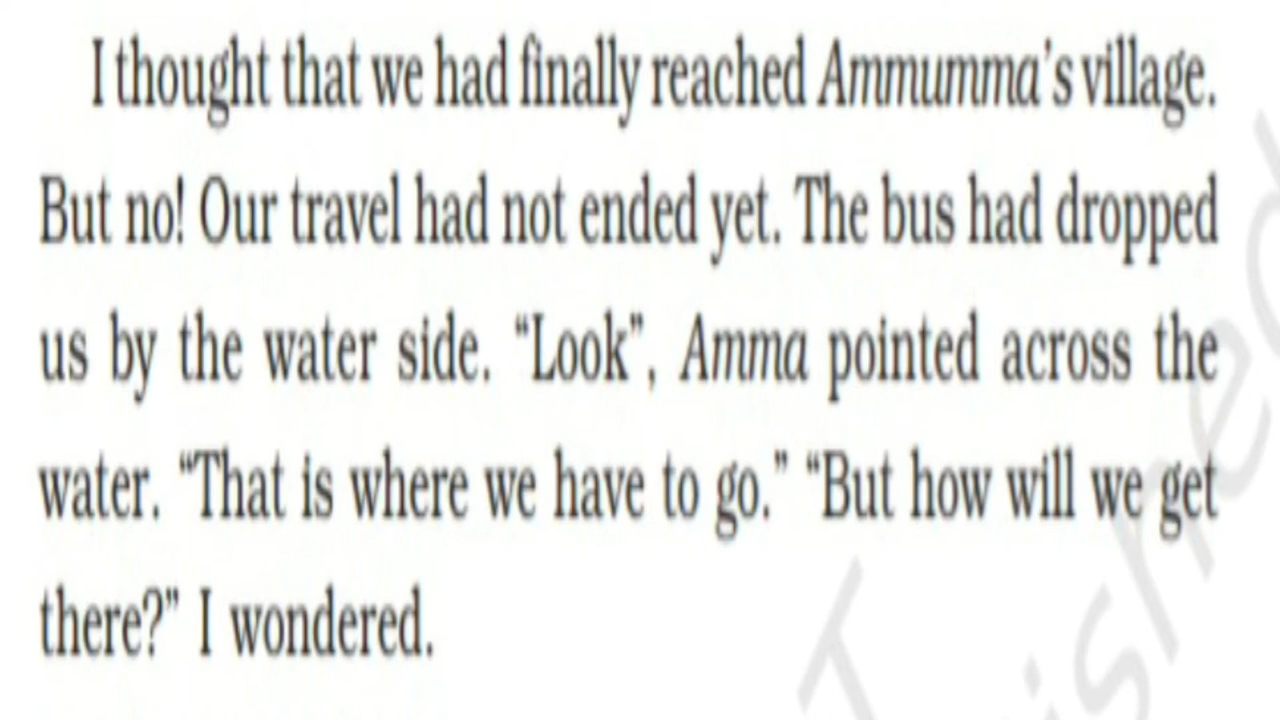 I thought that we had finally reached Ammumma's village.
But no! Our travel had not ended yet. The bus had dropped
us by the water side. “Look”, Amma pointed across the
water. “That is where we have to go.” “But how will we get
there?” I wondered.